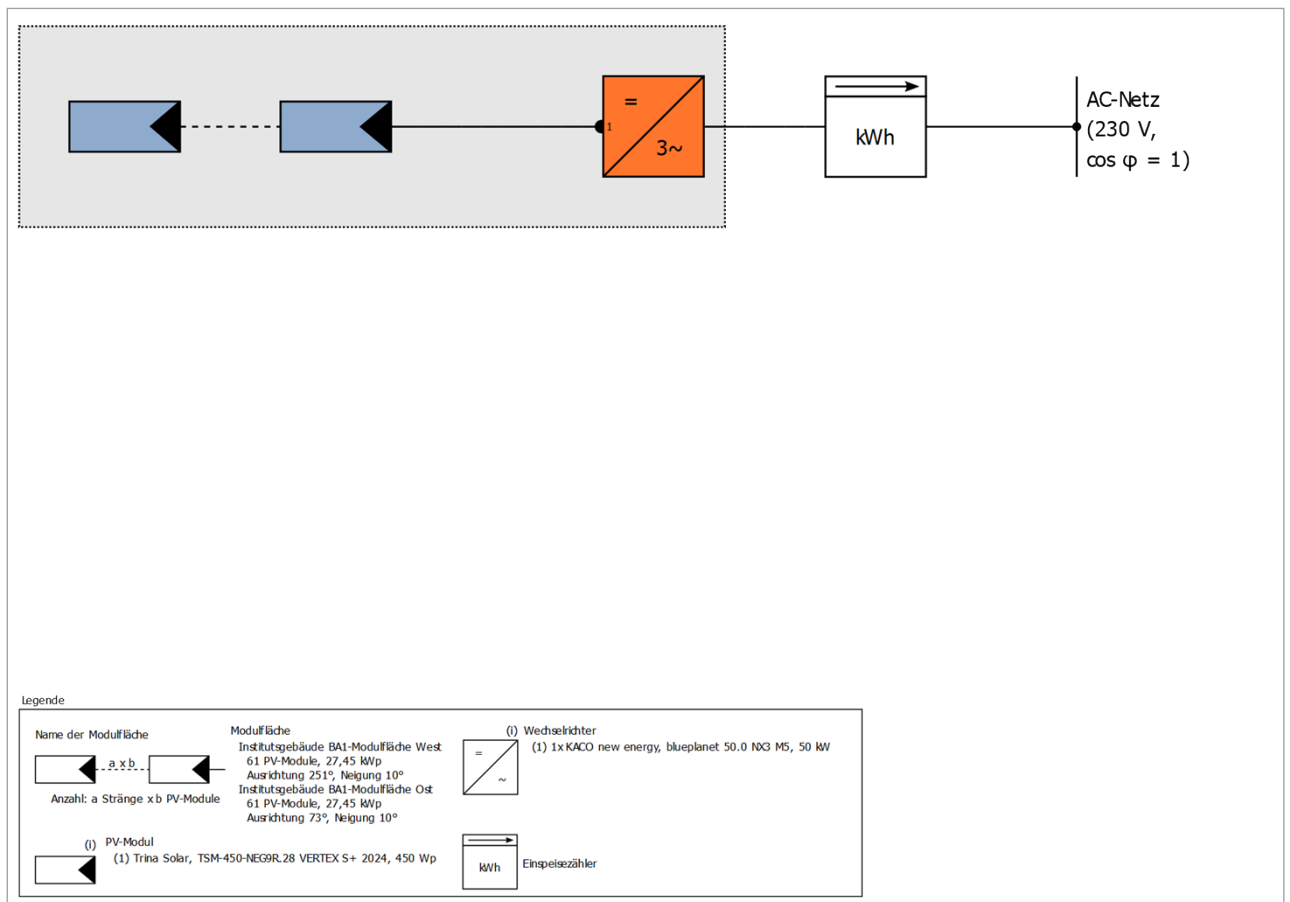 =
1
3~
kWh
AC-Netz
(230 V,
cos φ = 1)
Legende
Name der Modulfläche
a x b
Anzahl: a Stränge x b PV-Module
Modulfläche
Institutsgebäude BA1-Modulfläche West
61 PV-Module, 27,45 kWp
Ausrichtung 251°, Neigung 10°
Institutsgebäude BA1-Modulfläche Ost
61 PV-Module, 27,45 kWp
Ausrichtung 73°, Neigung 10°
(i) Wechselrichter
=
~
(1) 1x KACO new energy, blueplanet 50.0 NX3 M5, 50 kW
(i) PV-Modul
(1) Trina Solar, TSM-450-NEG9R.28 VERTEX S+ 2024, 450 Wp
kWh
Einspeisezähler